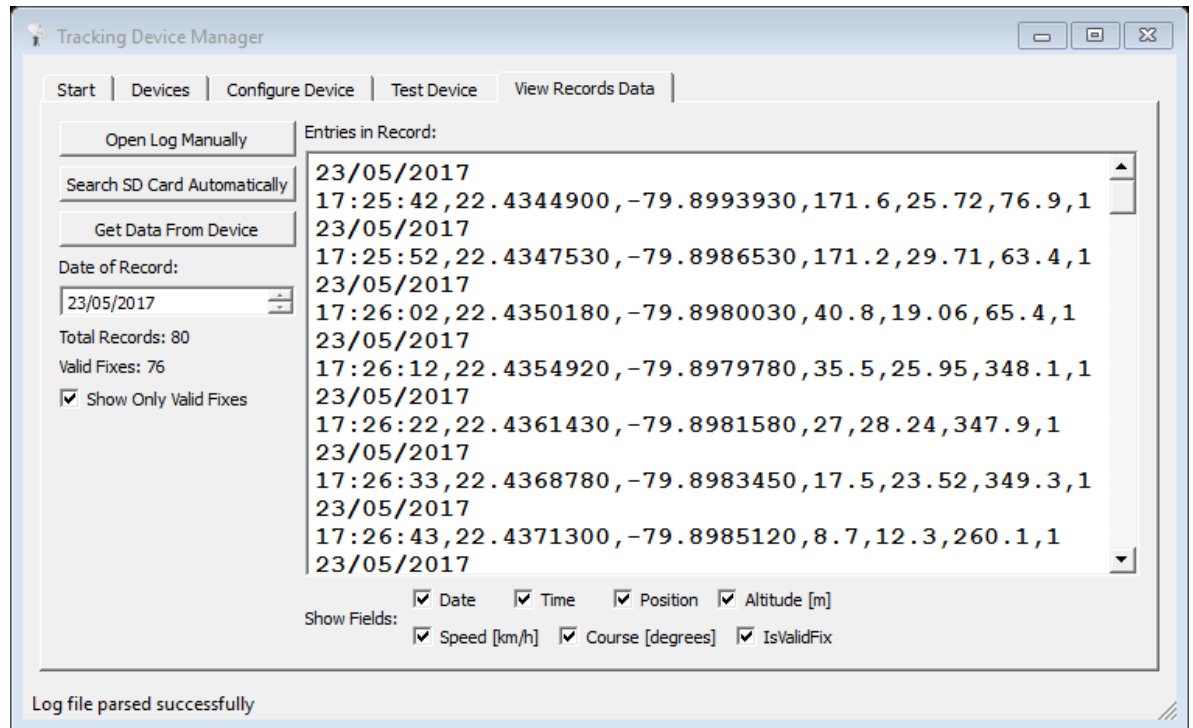 Tracking Device Manager
Start Devices Configure Device Test Device View Records Data
Open Log Manually
Search SD Card Automatically
Get Data From Device
Date of Record:
23/05/2017
Total Records: 80
Valid Fixes: 76
Show Only Valid Fixes
Entries in Record:
23/05/2017
17:25:42,22.4344900,-79.8993930,171.6,25.72,76.9,1
23/05/2017
17:25:52,22.4347530,-79.8986530,171.2,29.71,63.4,1
23/05/2017
17:26:02,22.4350180,-79.8980030,40.8,19.06,65.4,1
23/05/2017
17:26:12,22.4354920,-79.8979780,35.5,25.95,348.1,1
23/05/2017
17:26:22,22.4361430,-79.8981580,27,28.24,347.9,1
23/05/2017
17:26:33,22.4368780,-79.8983450,17.5,23.52,349.3,1
23/05/2017
17:26:43,22.4371300,-79.8985120,8.7,12.3,260.1,1
23/05/2017
Show Fields:
Date Time Position Altitude [m]
Speed [km/h] Course [degrees] IsValidFix
Log file parsed successfully